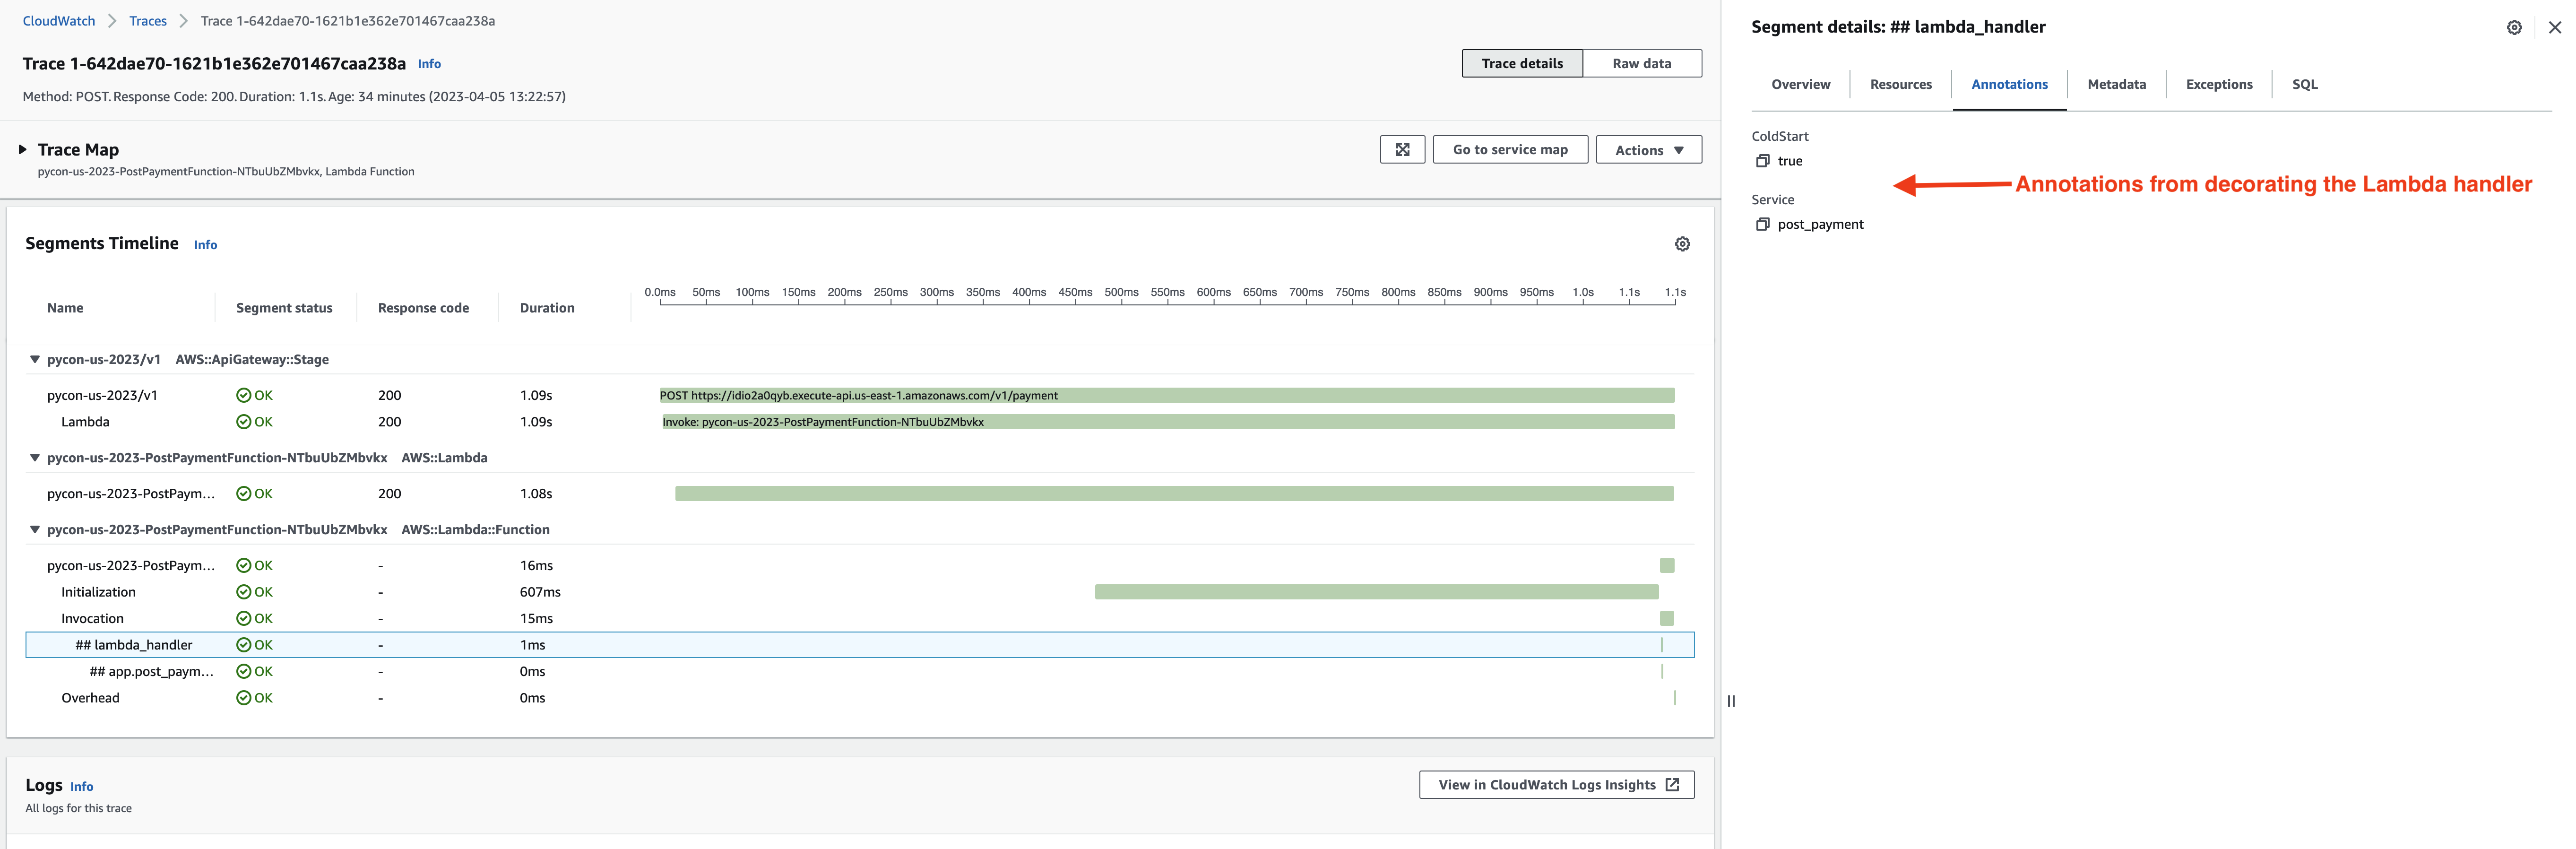 CloudWatch > Traces > Trace 1-642dae70-1621b1e362e701467caa238a
Trace 1-642dae70-1621b1e362e701467caa238a Info
Trace details Raw data
Method: POST. Response Code: 200. Duration: 1.1s. Age: 34 minutes (2023-04-05 13:22:57)
Trace Map
pycon-us-2023-PostPaymentFunction-NTbuUbZMbvkx, Lambda Function
Go to service map Actions
Segments Timeline Info
Name Segment status Response code Duration
0.0ms 50ms 100ms 150ms 200ms 250ms 300ms 350ms 400ms 450ms 500ms 550ms 600ms 650ms 700ms 750ms 800ms 850ms 900ms 950ms 1.0s 1.1s 1.1s
pycon-us-2023/v1 AWS::ApiGateway::Stage
pycon-us-2023/v1 OK 200 1.09s POST https://idio2a0qyb.execute-api.us-east-1.amazonaws.com/v1/payment
Lambda OK 200 1.09s Invoke: pycon-us-2023-PostPaymentFunction-NTbuUbZMbvkx
pycon-us-2023-PostPaymentFunction-NTbuUbZMbvkx AWS::Lambda
pycon-us-2023-PostPaym... OK 200 1.08s
pycon-us-2023-PostPaymentFunction-NTbuUbZMbvkx AWS::Lambda::Function
pycon-us-2023-PostPaym... OK - 16ms
Initialization OK - 607ms
Invocation OK - 15ms
## lambda_handler OK - 1ms
## app.post_paym... OK - 0ms
Overhead OK - 0ms
Logs Info
All logs for this trace
View in CloudWatch Logs Insights
Segment details: ## lambda_handler
Overview Resources Annotations Metadata Exceptions SQL
ColdStart
true
Annotations from decorating the Lambda handler
Service
post_payment